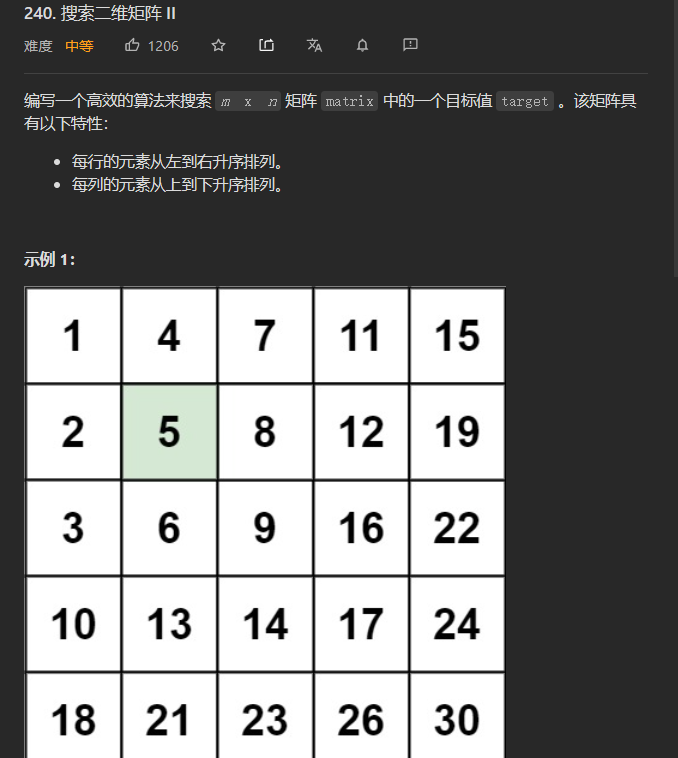 240. 搜索二维矩阵 II
难度 中等 1206
编写一个高效的算法来搜索 m x n 矩阵 matrix 中的一个目标值 target 。该矩阵具
有以下特性：
每行的元素从左到右升序排列。
每列的元素从上到下升序排列。
示例 1：
1 4 7 11 15
2 5 8 12 19
3 6 9 16 22
10 13 14 17 24
18 21 23 26 30